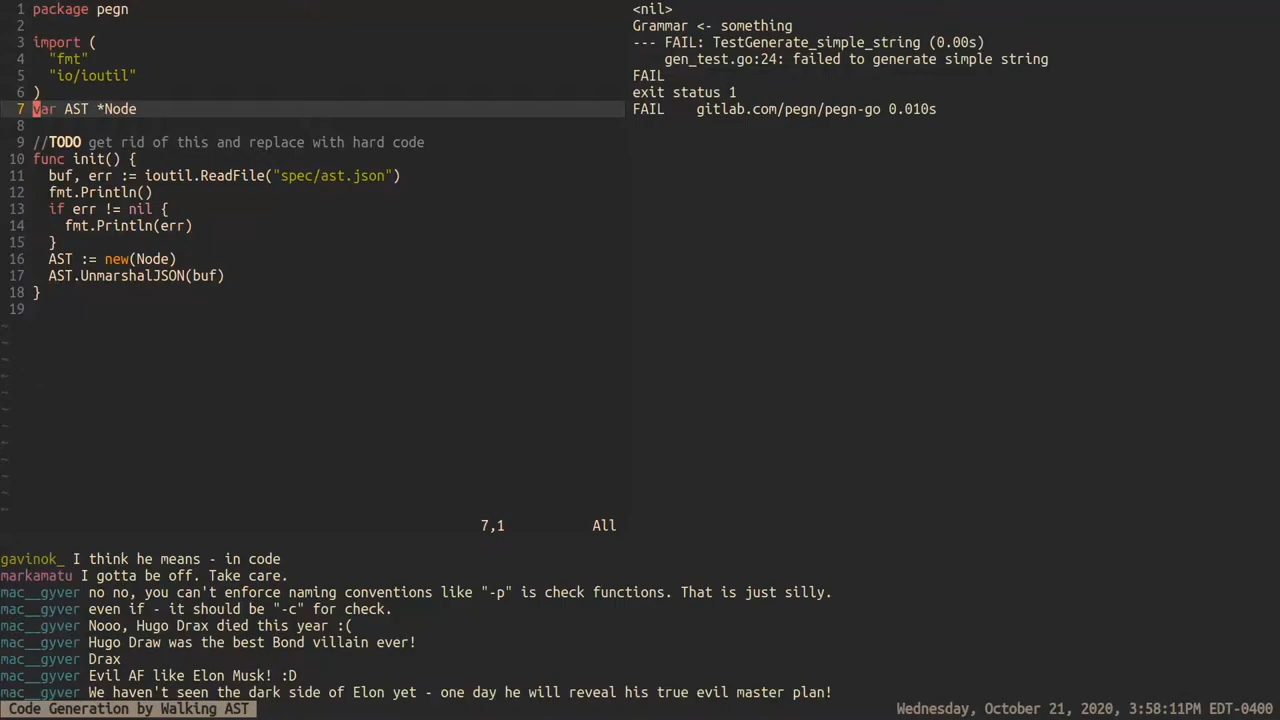 1 package pegn
2
3 import (
4   "fmt"
5   "io/ioutil"
6 )
7 var AST *Node
8
9 //TODO get rid of this and replace with hard code
10 func init() {
11   buf, err := ioutil.ReadFile("spec/ast.json")
12   fmt.Println()
13   if err != nil {
14     fmt.Println(err)
15   }
16   AST := new(Node)
17   AST.UnmarshalJSON(buf)
18 }
19
~
~
~
~
~
~
~
~
~
~
~
~
7,1 All
<nil>
Grammar <- something
--- FAIL: TestGenerate_simple_string (0.00s)
    gen_test.go:24: failed to generate simple string
FAIL
exit status 1
FAIL    gitlab.com/pegn/pegn-go 0.010s
gavinok_ I think he means - in code
markamatu I gotta be off. Take care.
mac__gyver no no, you can't enforce naming conventions like "-p" is check functions. That is just silly.
mac__gyver even if - it should be "-c" for check.
mac__gyver Nooo, Hugo Drax died this year :(
mac__gyver Hugo Draw was the best Bond villain ever!
mac__gyver Drax
mac__gyver Evil AF like Elon Musk! :D
mac__gyver We haven't seen the dark side of Elon yet - one day he will reveal his true evil master plan!
Code Generation by Walking AST
Wednesday, October 21, 2020, 3:58:11PM EDT-0400